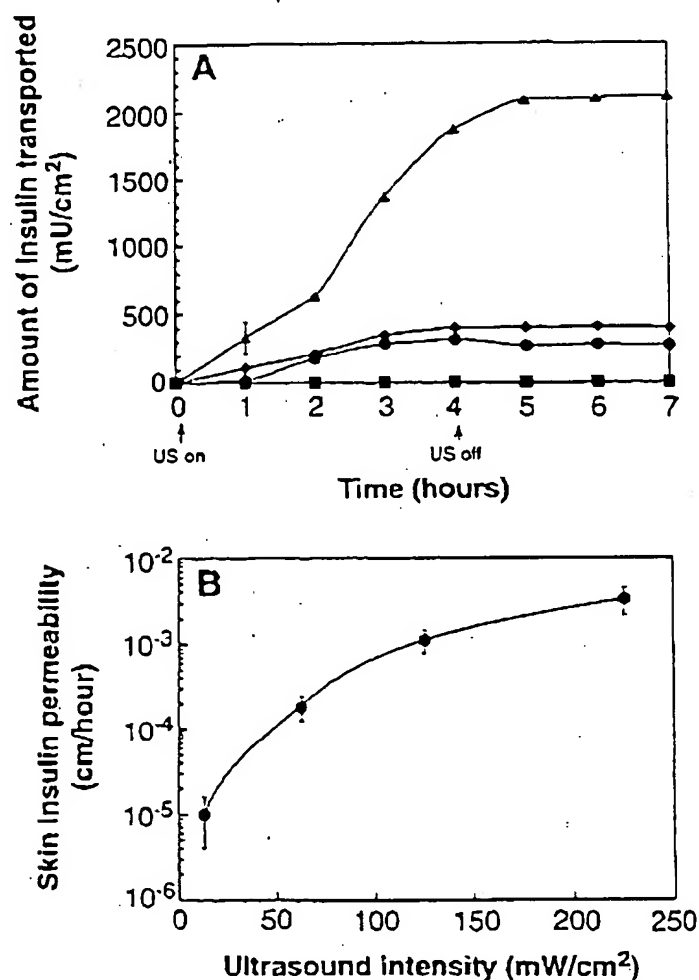 A
Amount of Insulin transported
(mU/cm²)
2500
2000
1500
1000
500
0
0 1 2 3 4 5 6 7
US on US off
Time (hours)
B
Skin Insulin permeability
(cm/hour)
10⁻²
10⁻³
10⁻⁴
10⁻⁵
10⁻⁶
0 50 100 150 200 250
Ultrasound intensity (mW/cm²)